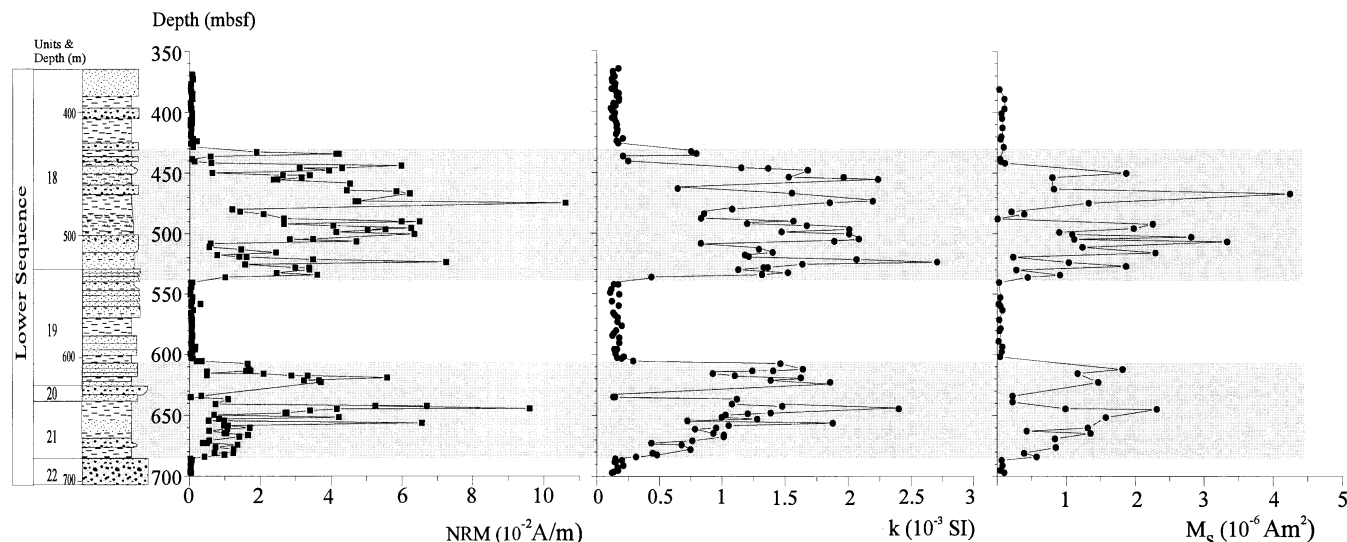 Depth (mbsf)
Units &
Depth (m)
Lower Sequence
400
18
500
19
600
20
21
22
700
350
400
450
500
550
600
650
700
0 2 4 6 8 10
NRM (10⁻²A/m)
0 0.5 1 1.5 2 2.5 3
k (10⁻³ SI)
0 1 2 3 4 5
Mₛ (10⁻⁶ Am²)